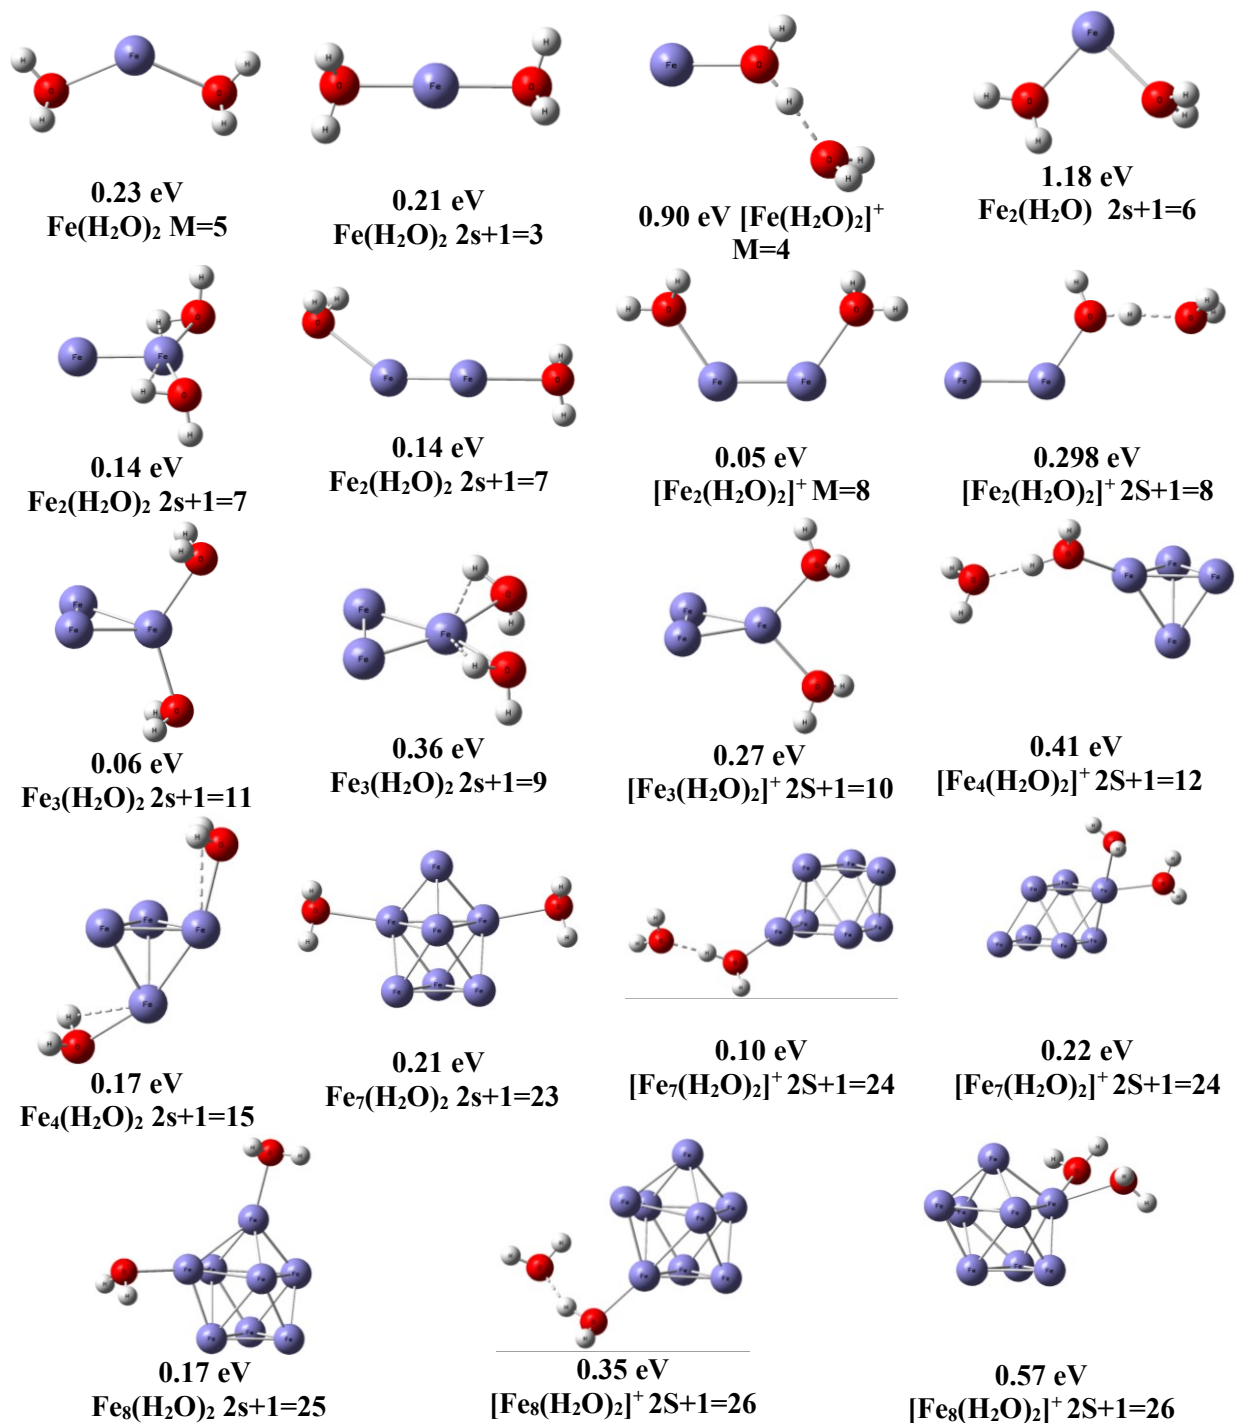 0.23 eV
Fe(H₂O)₂ M=5
0.21 eV
Fe(H₂O)₂ 2s+1=3
0.90 eV [Fe(H₂O)₂]⁺
M=4
1.18 eV
Fe₂(H₂O) 2s+1=6
0.14 eV
Fe₂(H₂O)₂ 2s+1=7
0.14 eV
Fe₂(H₂O)₂ 2s+1=7
0.05 eV
[Fe₂(H₂O)₂]⁺ M=8
0.298 eV
[Fe₂(H₂O)₂]⁺ 2S+1=8
0.06 eV
Fe₃(H₂O)₂ 2s+1=11
0.36 eV
Fe₃(H₂O)₂ 2s+1=9
0.27 eV
[Fe₃(H₂O)₂]⁺ 2S+1=10
0.41 eV
[Fe₄(H₂O)₂]⁺ 2S+1=12
0.17 eV
Fe₄(H₂O)₂ 2s+1=15
0.21 eV
Fe₇(H₂O)₂ 2s+1=23
0.10 eV
[Fe₇(H₂O)₂]⁺ 2S+1=24
0.22 eV
[Fe₇(H₂O)₂]⁺ 2S+1=24
0.17 eV
Fe₈(H₂O)₂ 2s+1=25
0.35 eV
[Fe₈(H₂O)₂]⁺ 2S+1=26
0.57 eV
[Fe₈(H₂O)₂]⁺ 2S+1=26